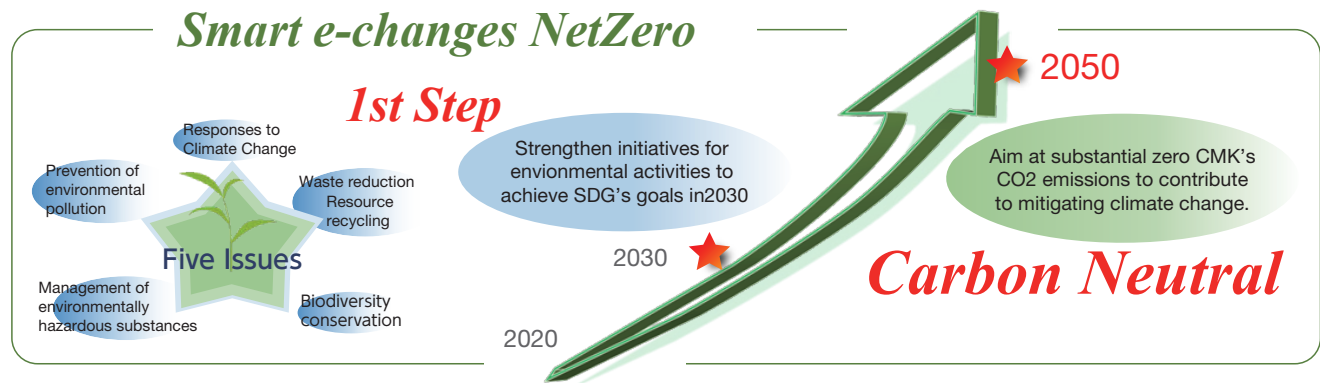 Smart e-changes NetZero
1st Step
Responses to
Climate Change
Prevention of
environmental
pollution
Waste reduction
Resource
recycling
Five Issues
Management of
environmentally
hazardous substances
Biodiversity
conservation
Strengthen initiatives for
envionmental activities to
achieve SDG's goals in2030
2030
2020
2050
Aim at substantial zero CMK's
CO2 emissions to contribute
to mitigating climate change.
Carbon Neutral